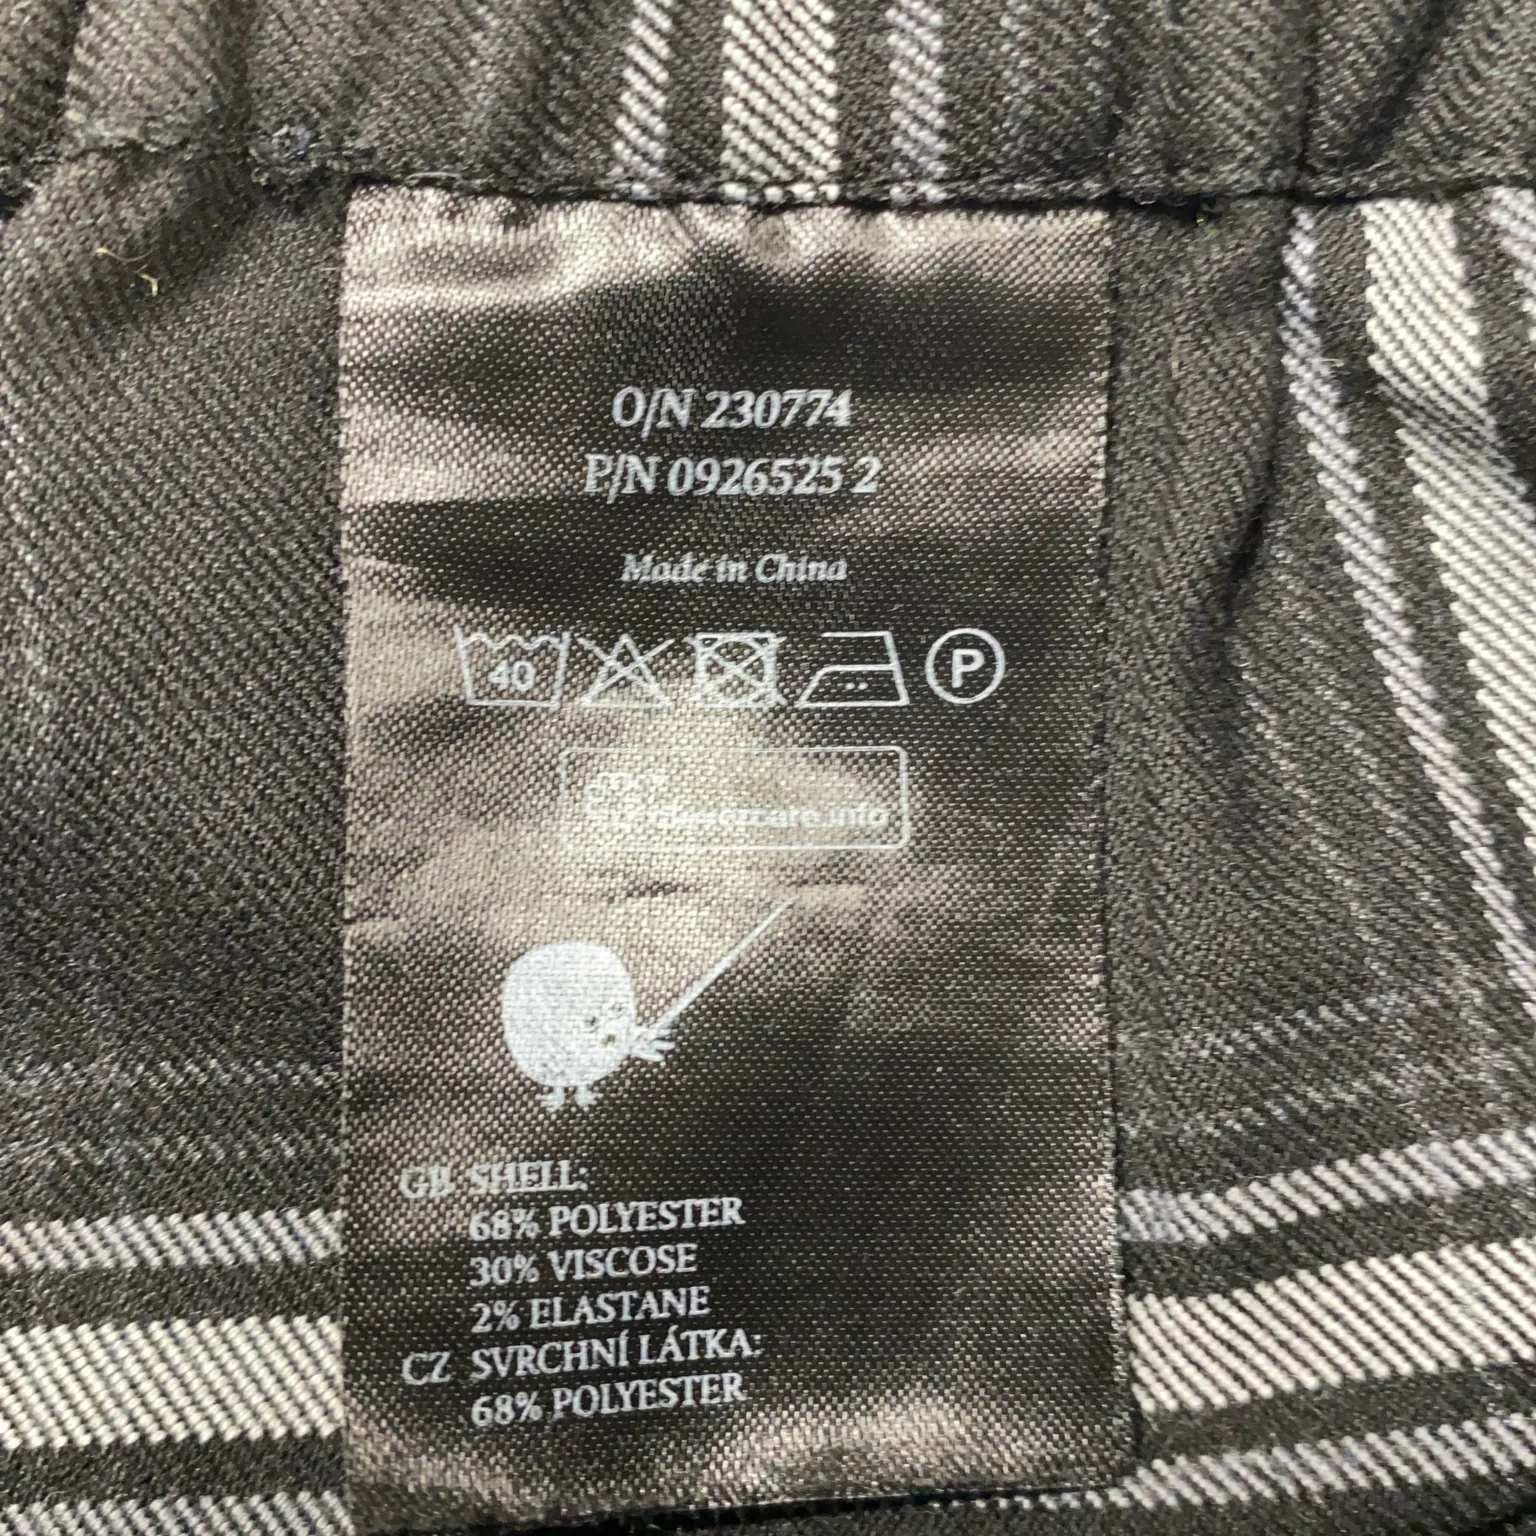 O/N 230774
P/N 0926525 2
Made in China
40
P
GB SHELL:
68% POLYESTER
30% VISCOSE
2% ELASTANE
CZ SVRCHNÍ LÁTKA:
68% POLYESTER